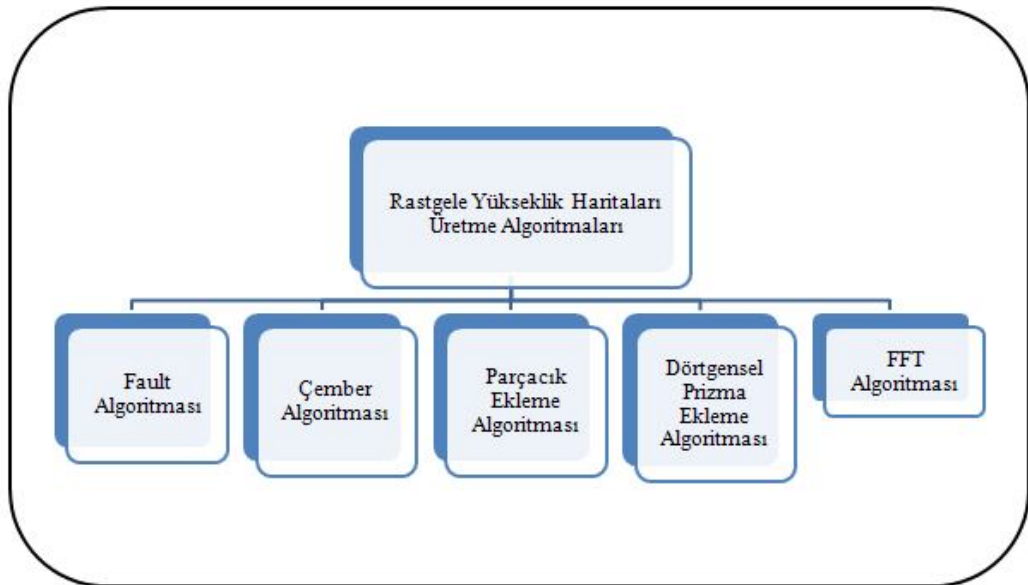 Rastgele Yükseklik Haritaları
Üretme Algoritmaları
Fault
Algoritması
Çember
Algoritması
Parçacık
Ekleme
Algoritması
Dörtgensel
Prizma
Ekleme
Algoritması
FFT
Algoritması